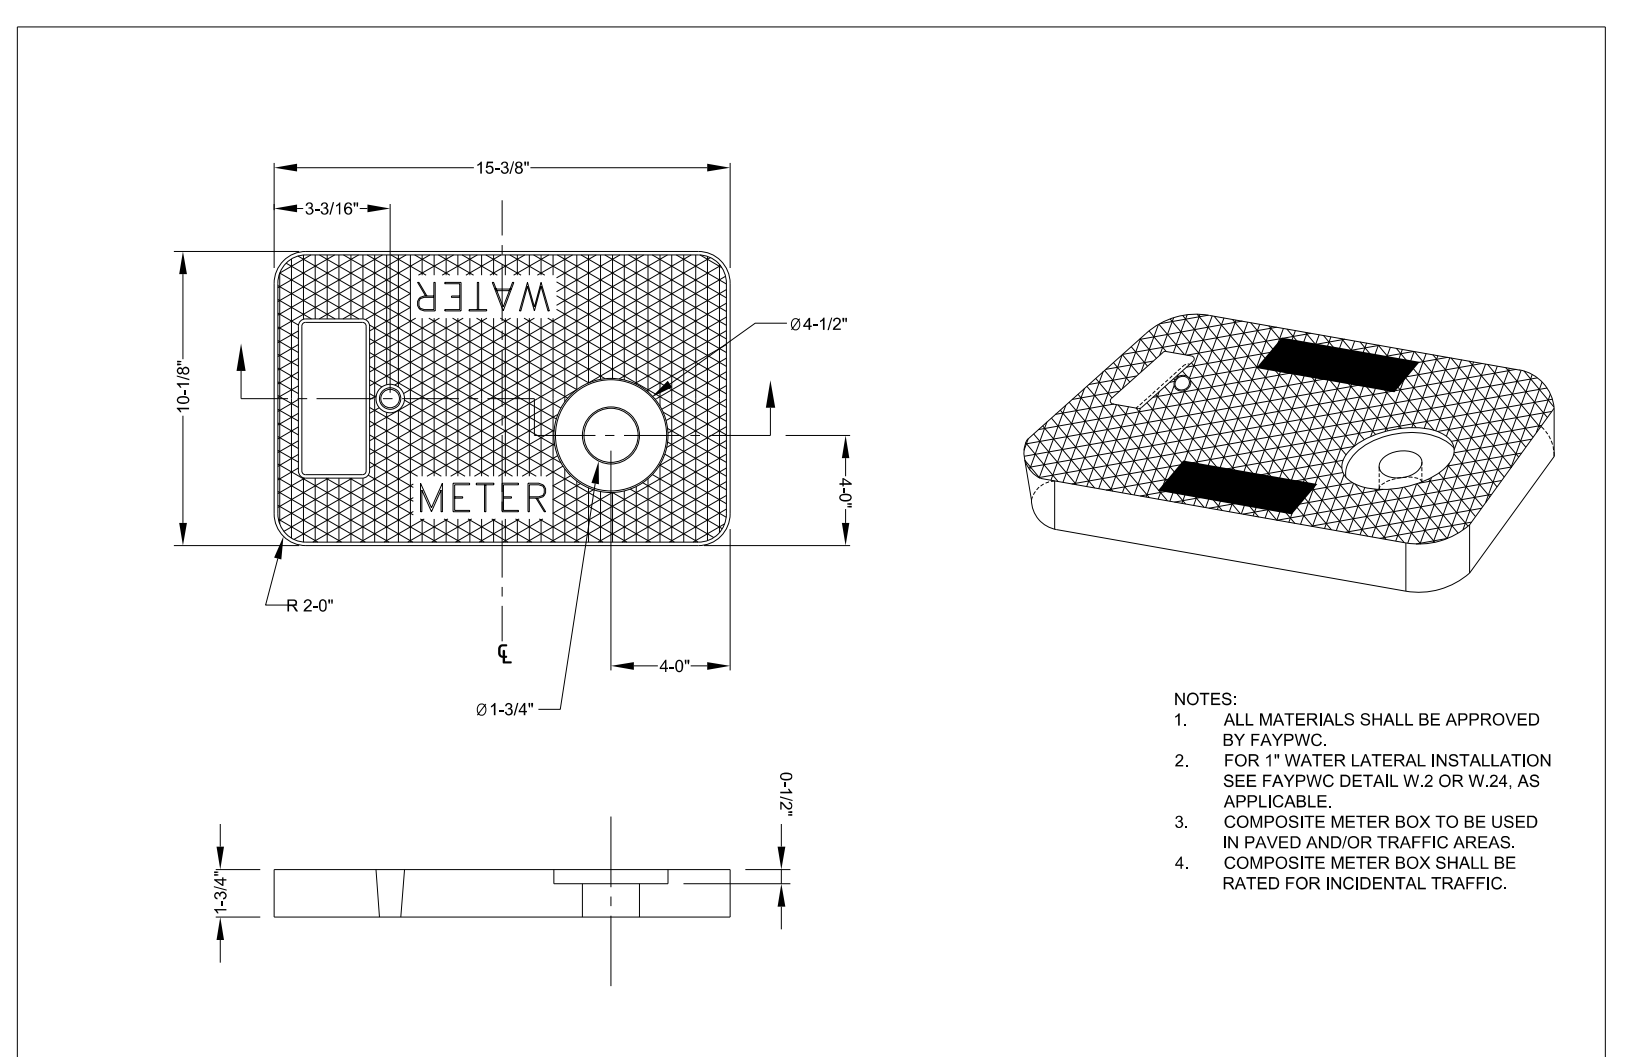 15-3/8"
3-3/16"
WATER
Ø4-1/2"
10-1/8"
4-0"
METER
R 2-0"
℄
4-0"
Ø1-3/4"
0-1/2"
1-3/4"
NOTES:
1. ALL MATERIALS SHALL BE APPROVED
BY FAYPWC.
2. FOR 1" WATER LATERAL INSTALLATION
SEE FAYPWC DETAIL W.2 OR W.24, AS
APPLICABLE.
3. COMPOSITE METER BOX TO BE USED
IN PAVED AND/OR TRAFFIC AREAS.
4. COMPOSITE METER BOX SHALL BE
RATED FOR INCIDENTAL TRAFFIC.